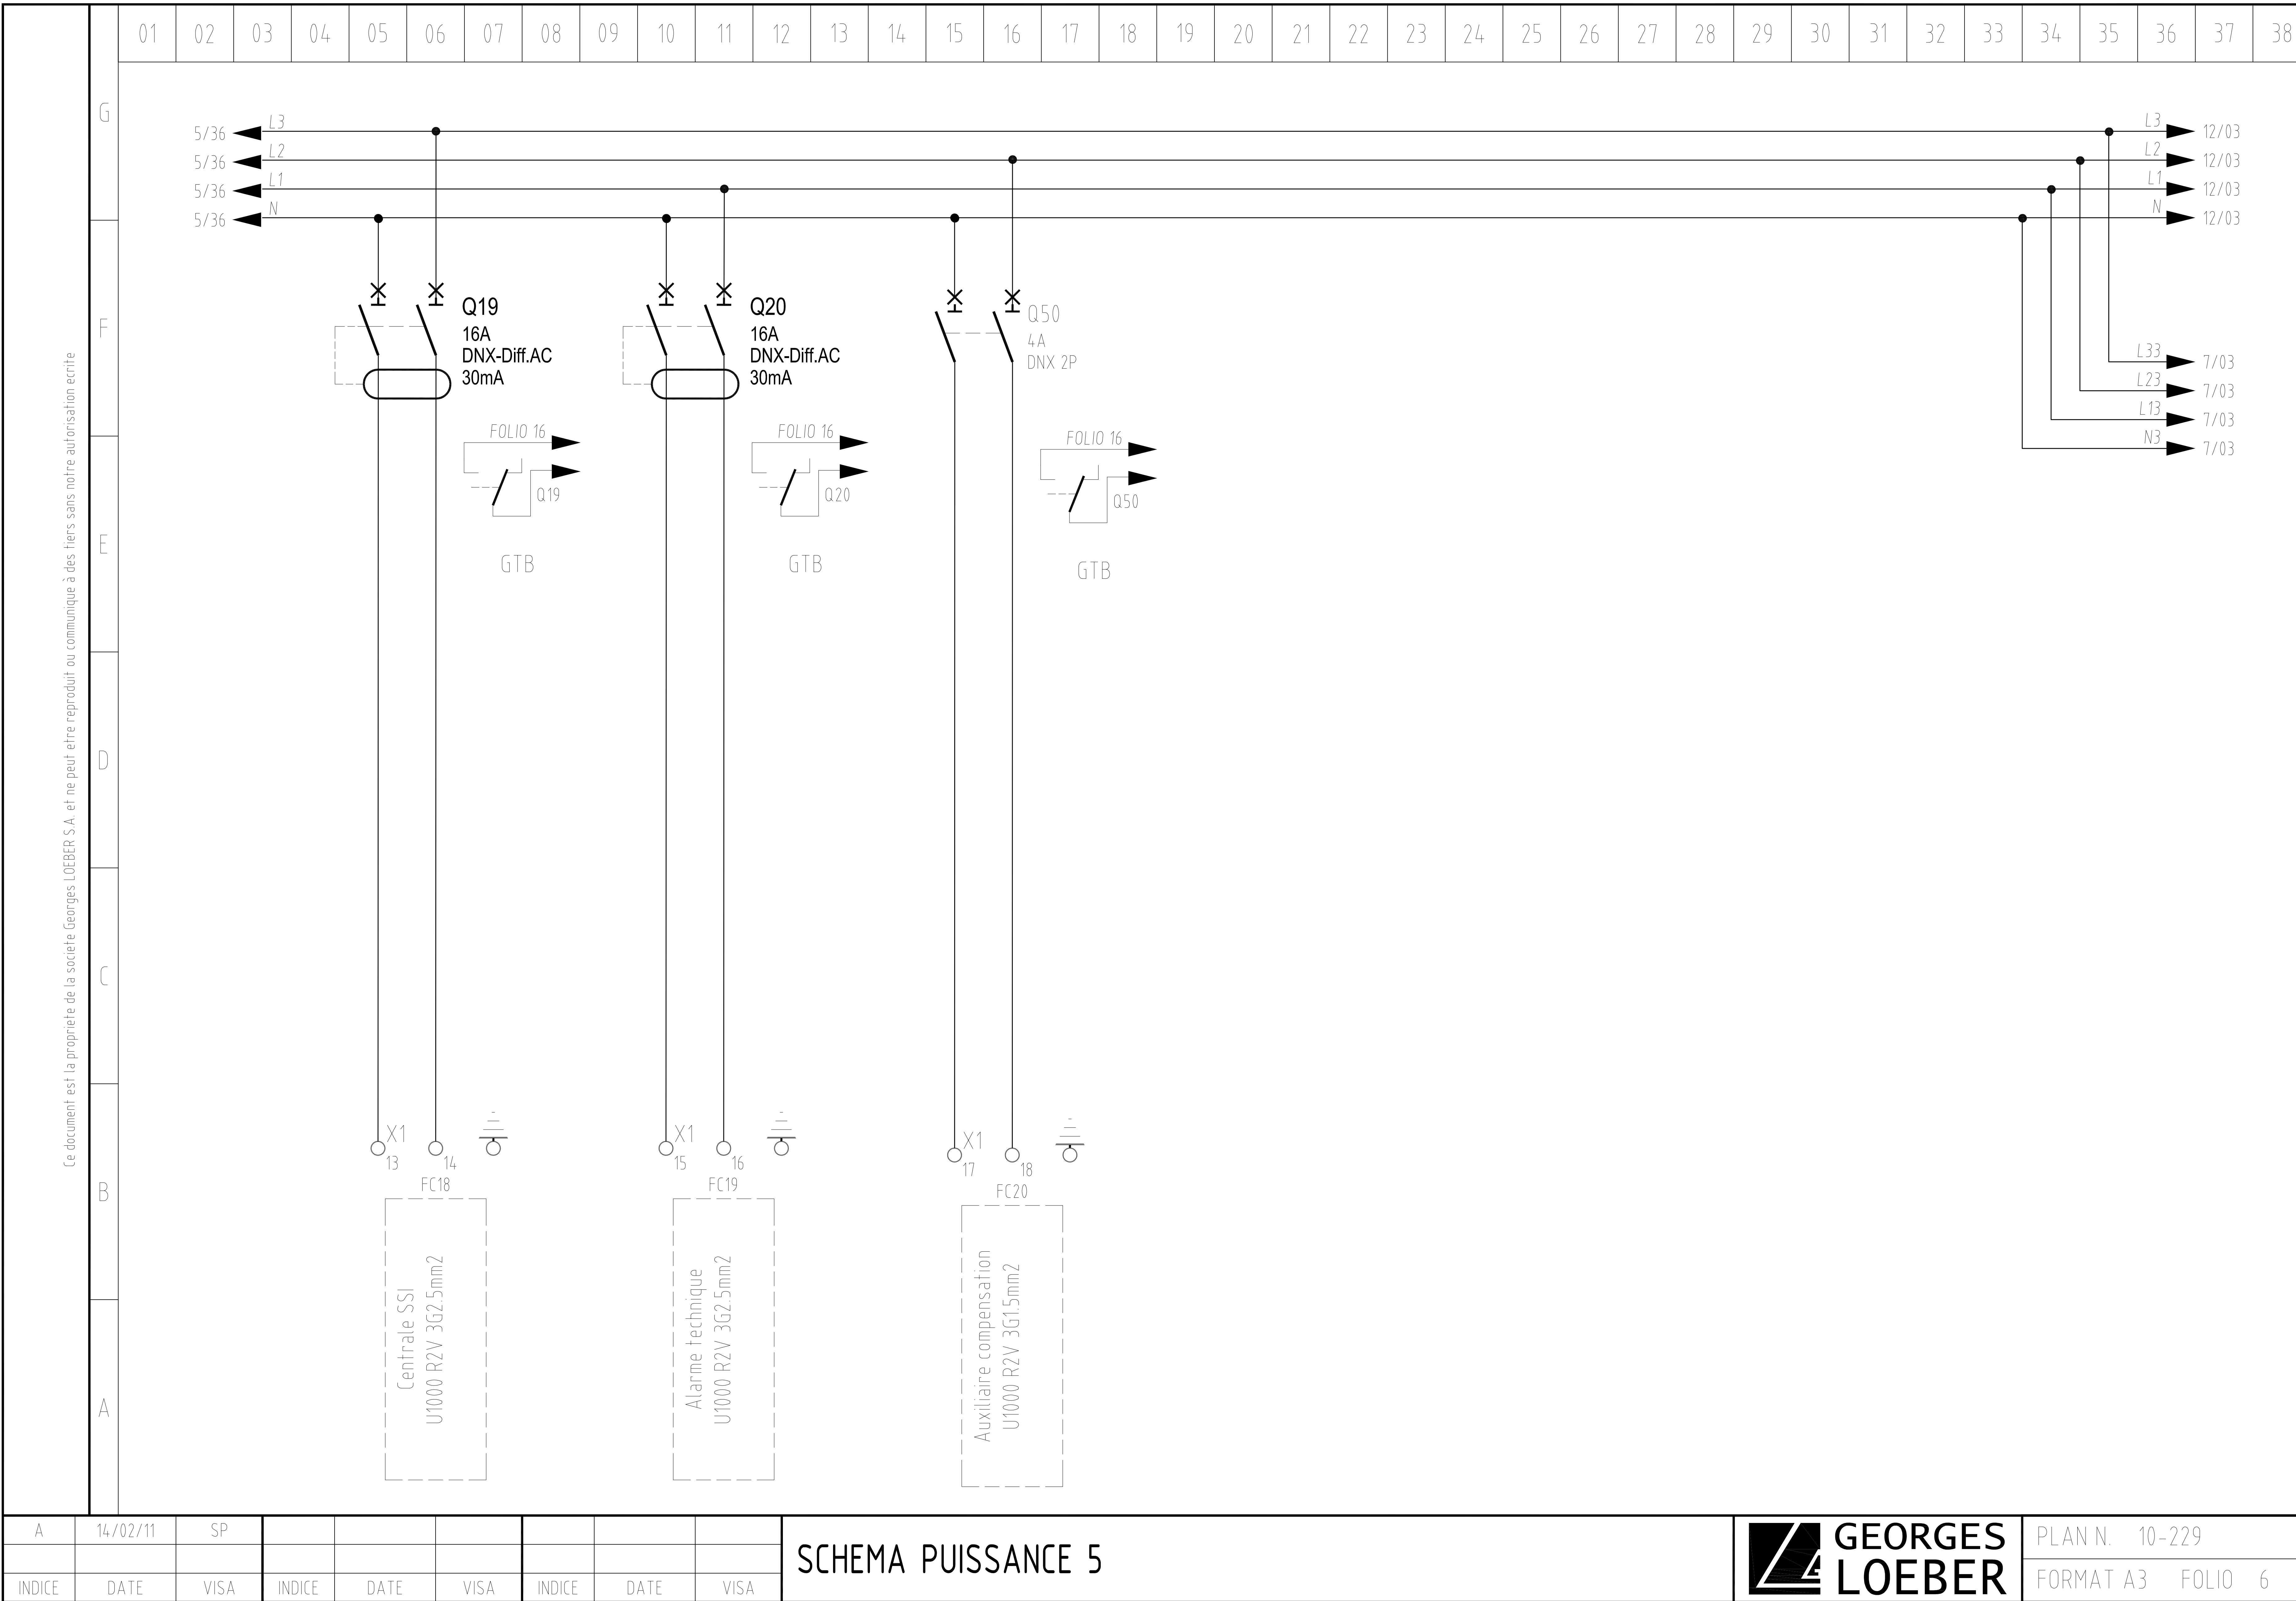 01 02 03 04 05 06 07 08 09 10 11 12 13 14 15 16 17 18 19 20 21 22 23 24 25 26 27 28 29 30 31 32 33 34 35 36 37 38
G
F
E
D
C
B
A
Ce document est la propriete de la societe Georges LOEBER S.A. et ne peut etre reproduit ou communique à des tiers sans notre autorisation ecrite
5/36 L3
5/36 L2
5/36 L1
5/36 N
L3 12/03
L2 12/03
L1 12/03
N 12/03
L33 7/03
L23 7/03
L13 7/03
N3 7/03
Q19
16A
DNX-Diff.AC
30mA
FOLIO 16
Q19
GTB
Q20
16A
DNX-Diff.AC
30mA
FOLIO 16
Q20
GTB
Q50
4A
DNX 2P
FOLIO 16
Q50
GTB
X1
13 14
FC18
Centrale SSI
U1000 R2V 3G2.5mm2
X1
15 16
FC19
Alarme technique
U1000 R2V 3G2.5mm2
X1
17 18
FC20
Auxiliaire compensation
U1000 R2V 3G1.5mm2
A 14/02/11 SP
INDICE DATE VISA INDICE DATE VISA INDICE DATE VISA
SCHEMA PUISSANCE 5
GEORGES
LOEBER
PLAN N. 10-229
FORMAT A3 FOLIO 6